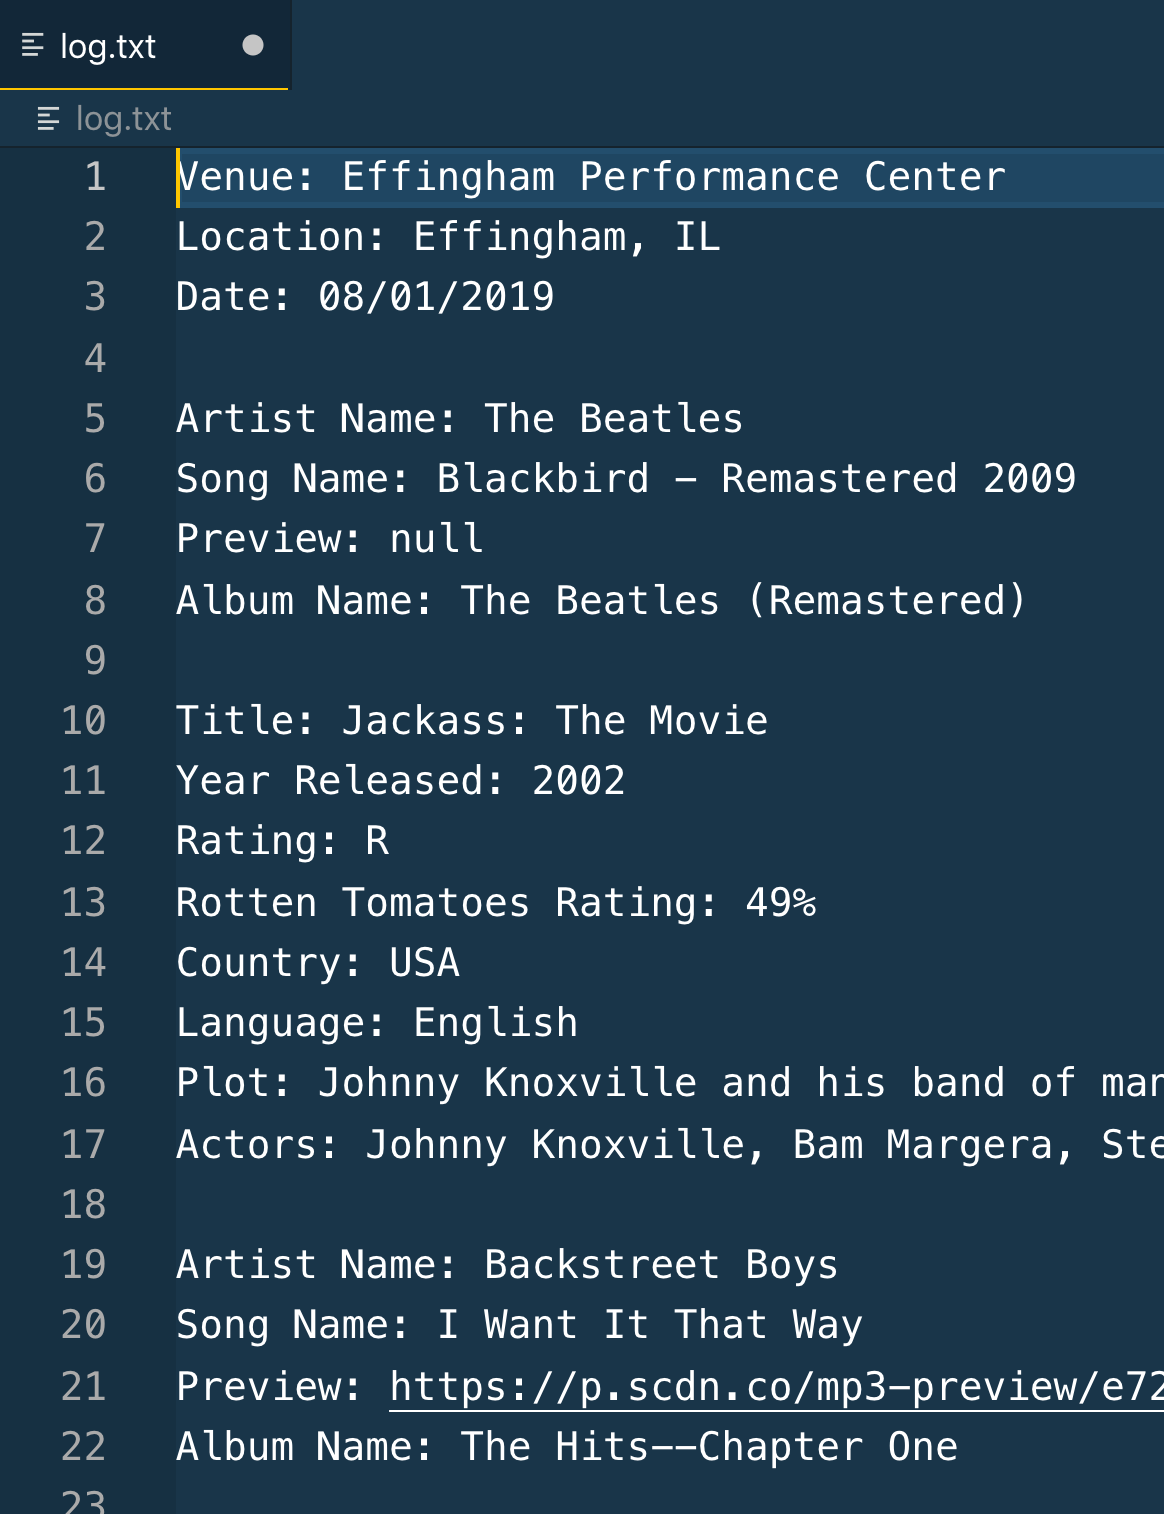 log.txt
log.txt
1 Venue: Effingham Performance Center
2 Location: Effingham, IL
3 Date: 08/01/2019
4
5 Artist Name: The Beatles
6 Song Name: Blackbird - Remastered 2009
7 Preview: null
8 Album Name: The Beatles (Remastered)
9
10 Title: Jackass: The Movie
11 Year Released: 2002
12 Rating: R
13 Rotten Tomatoes Rating: 49%
14 Country: USA
15 Language: English
16 Plot: Johnny Knoxville and his band of
17 Actors: Johnny Knoxville, Bam Margera,
18
19 Artist Name: Backstreet Boys
20 Song Name: I Want It That Way
21 Preview: https://p.scdn.co/mp3-preview/e72
22 Album Name: The Hits--Chapter One
23